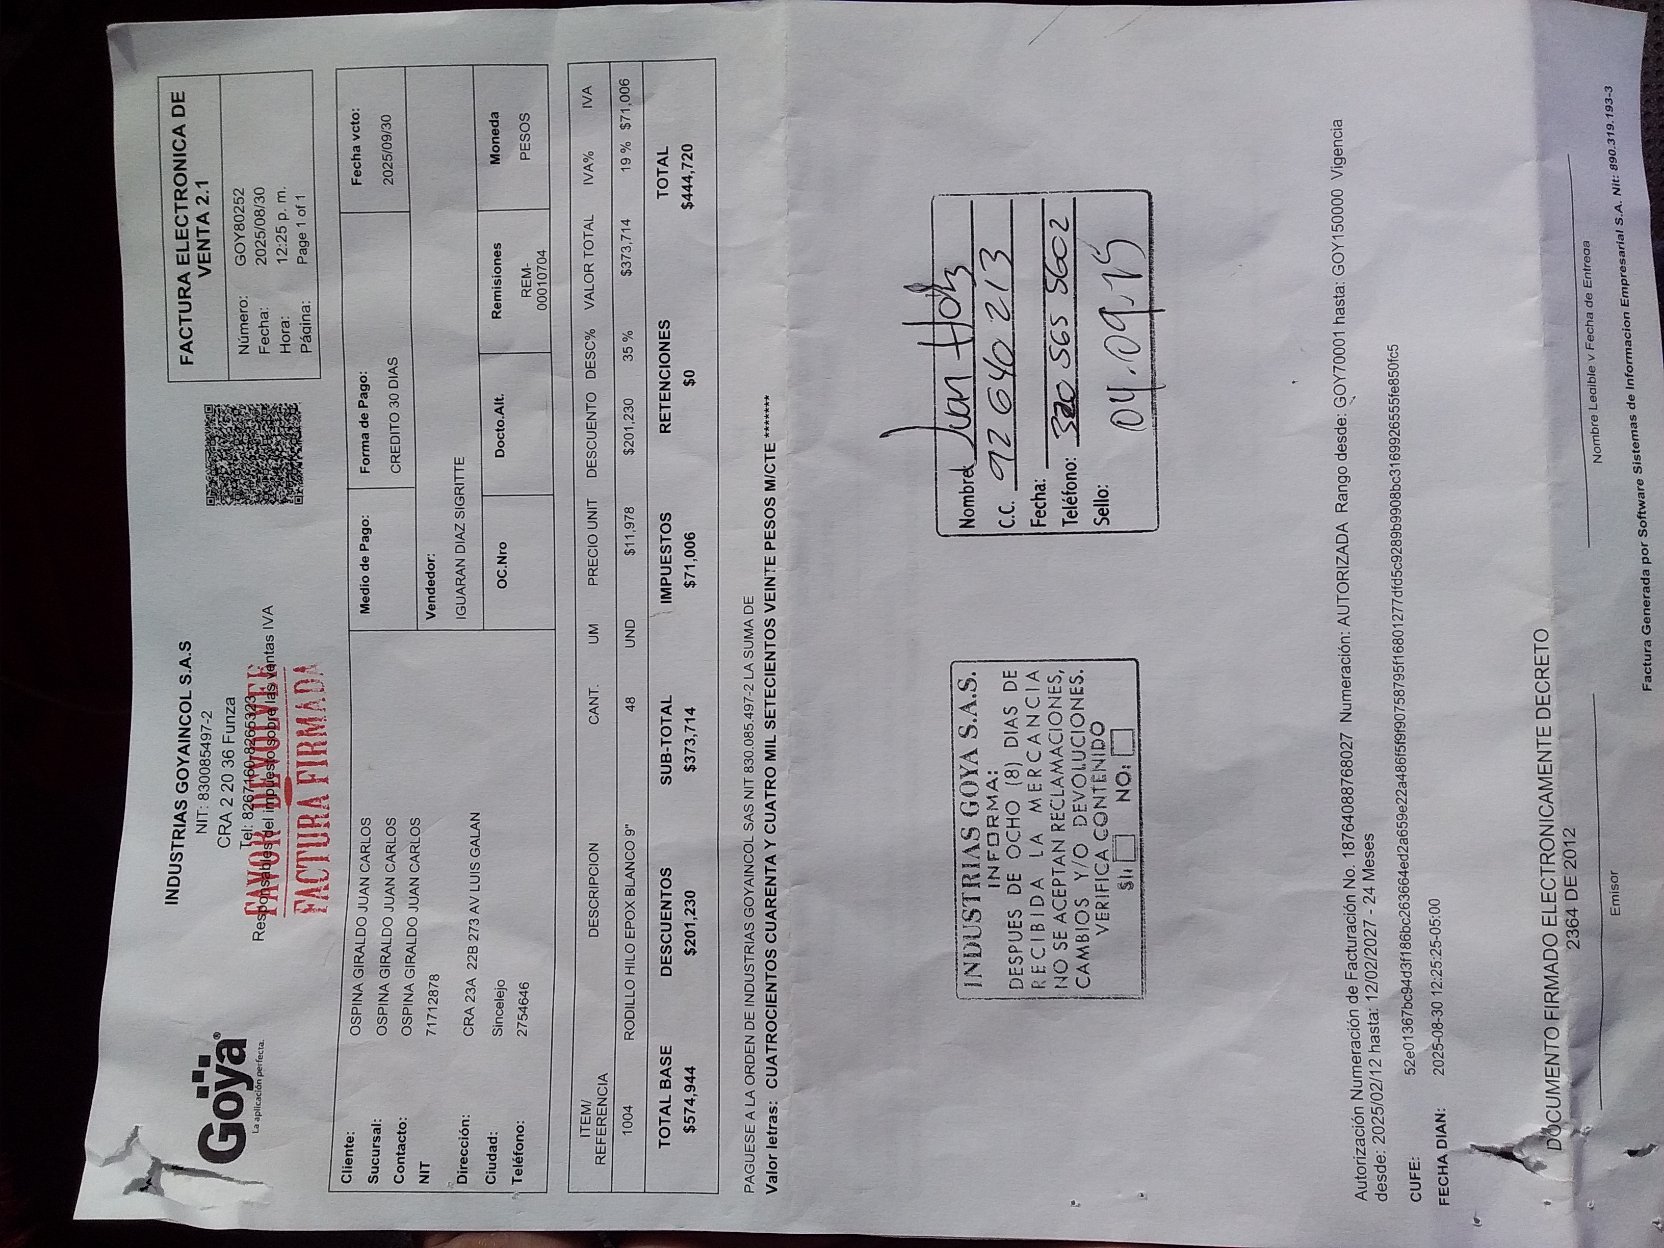 Goya
La aplicación perfecta.
INDUSTRIAS GOYAINCOL S.A.S
NIT: 830085497-2
CRA 2 20 36 Funza
Tel: 8267160-8265323
Responsables del Impuesto sobre las ventas IVA
FAVOR DEVOLVER
FACTURA FIRMADA
FACTURA ELECTRONICA DE
VENTA 2.1
Número: GOY80252
Fecha: 2025/08/30
Hora: 12:25 p. m.
Página: Page 1 of 1
Cliente: OSPINA GIRALDO JUAN CARLOS
Sucursal: OSPINA GIRALDO JUAN CARLOS
Contacto: OSPINA GIRALDO JUAN CARLOS
NIT 71712878
Dirección: CRA 23A 22B 273 AV LUIS GALAN
Ciudad: Sincelejo
Teléfono: 2754646
Medio de Pago: Forma de Pago: Fecha vcto:
CREDITO 30 DIAS 2025/09/30
Vendedor:
IGUARAN DIAZ SIGRITTE
OC.Nro Docto.Alt. Remisiones Moneda
REM-00010704 PESOS
ITEM/REFERENCIA DESCRIPCION CANT. UM PRECIO UNIT DESCUENTO DESC% VALOR TOTAL IVA% IVA
1004 RODILLO HILO EPOX BLANCO 9" 48 UND $11,978 $201,230 35 % $373,714 19 % $71,006
TOTAL BASE DESCUENTOS SUB-TOTAL IMPUESTOS RETENCIONES TOTAL
$574,944 $201,230 $373,714 $71,006 $0 $444,720
PAGUESE A LA ORDEN DE INDUSTRIAS GOYAINCOL SAS NIT 830.085.497-2 LA SUMA DE
Valor letras: CUATROCIENTOS CUARENTA Y CUATRO MIL SETECIENTOS VEINTE PESOS M/CTE *******
INDUSTRIAS GOYA S.A.S.
INFORMA:
DESPUES DE OCHO (8) DIAS DE
RECIBIDA LA MERCANCIA
NO SE ACEPTAN RECLAMACIONES,
CAMBIOS Y/O DEVOLUCIONES.
VERIFICA CONTENIDO
SI: NO:
Nombre Juan
C.C. 92 640 213
Fecha:
Teléfono: 320 565 5602
Sello: 04.09.25
Autorización Numeración de Facturación No. 18764088768027 Numeración: AUTORIZADA Rango desde: GOY70001 hasta: GOY150000 Vigencia
desde: 2025/02/12 hasta: 12/02/2027 - 24 Meses
CUFE: 52e01367bc94d3f186bc263664ed2a659e22a486f5f9f90758795f16801277dfd5c9289b9908bc3169926555fe850fc5
FECHA DIAN: 2025-08-30 12:25:25-05:00
DOCUMENTO FIRMADO ELECTRONICAMENTE DECRETO
2364 DE 2012
Emisor
Nombre Legible y Fecha de Entrega
Factura Generada por Software Sistemas de Informacion Empresarial S.A. Nit: 890.319.193-3